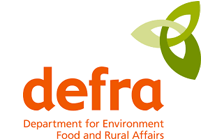 defra
Department for Environment
Food and Rural Affairs